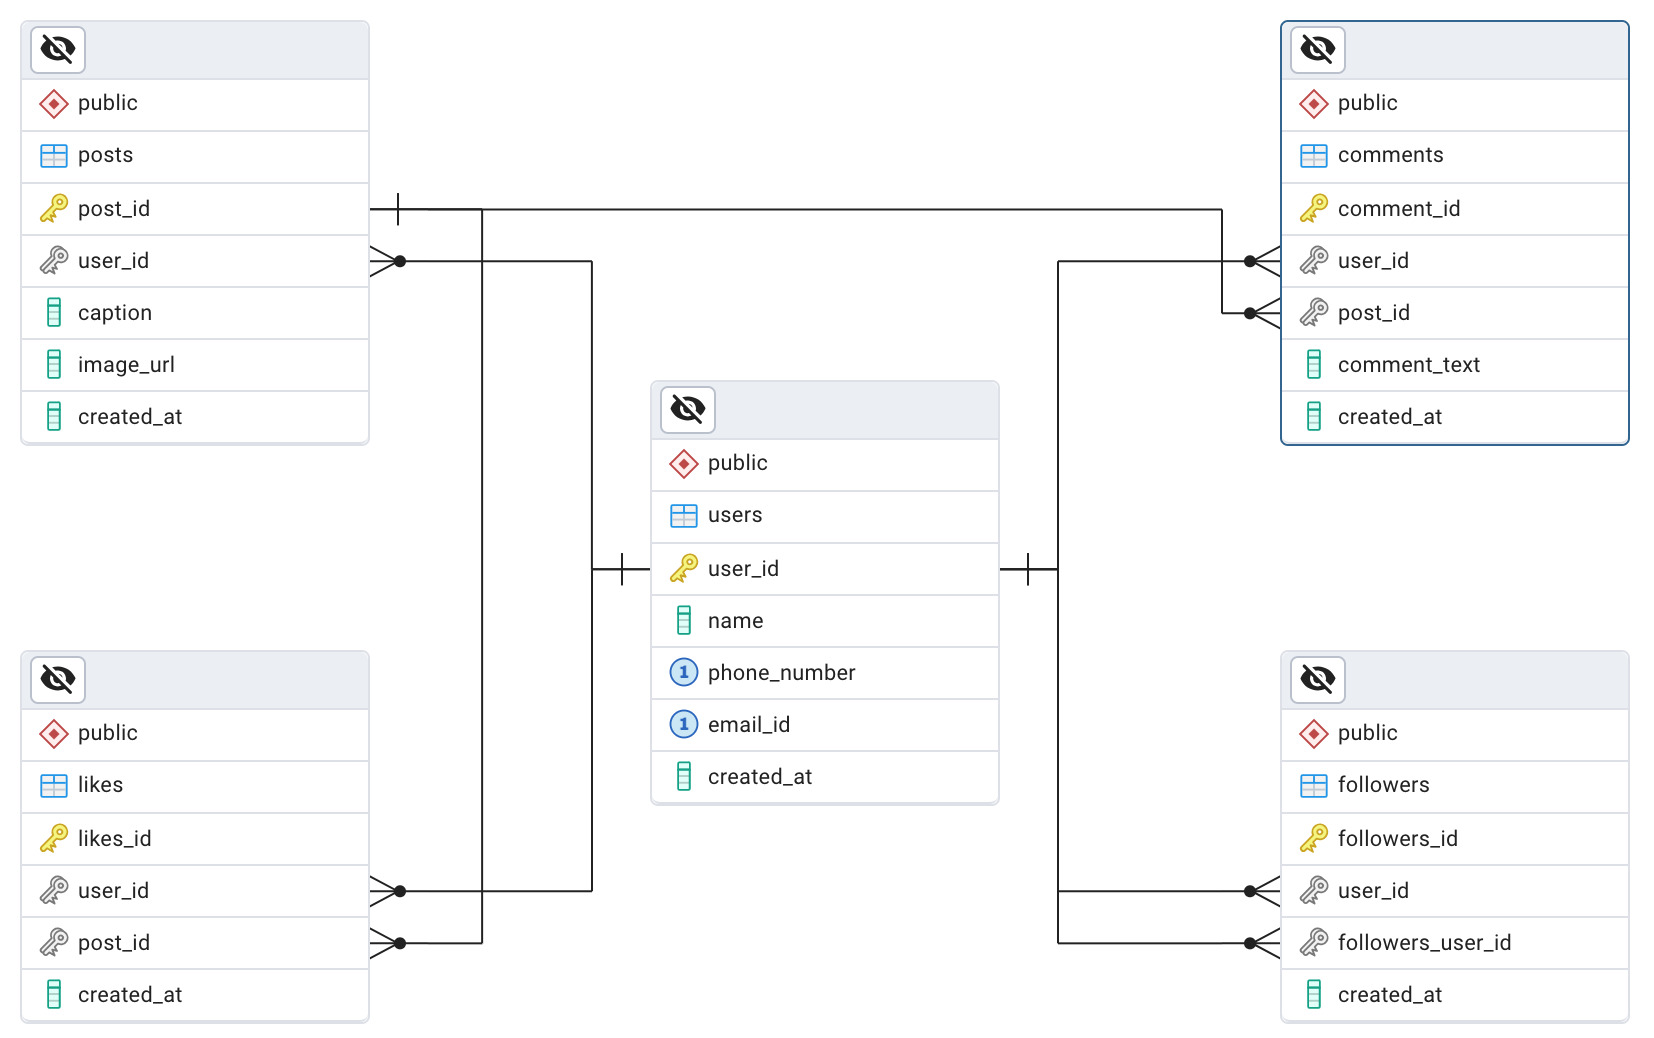 public
posts
post_id
user_id
caption
image_url
created_at
public
comments
comment_id
user_id
post_id
comment_text
created_at
public
users
user_id
name
1 phone_number
1 email_id
created_at
public
likes
likes_id
user_id
post_id
created_at
public
followers
followers_id
user_id
followers_user_id
created_at